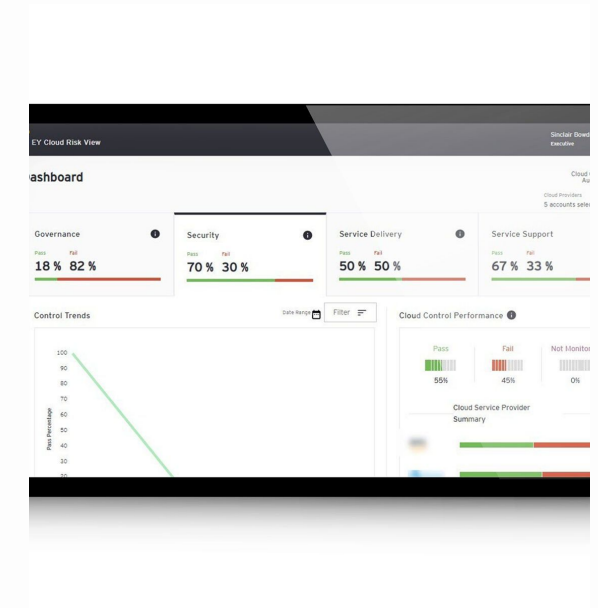 EY Cloud Risk View
Sinclair Bowd
Executive
ashboard
Cloud
Au
Cloud Providers
5 accounts selec
Governance
Pass Fail
18 % 82 %
Security
Pass Fail
70 % 30 %
Service Delivery
Pass Fail
50 % 50 %
Service Support
Pass Fail
67 % 33 %
Control Trends
Date Range
Filter
Cloud Control Performance
100
90
80
70
60
50
40
30
20
Pass Percentage
Pass Fail Not Monitor
55% 45% 0%
Cloud Service Provider
Summary